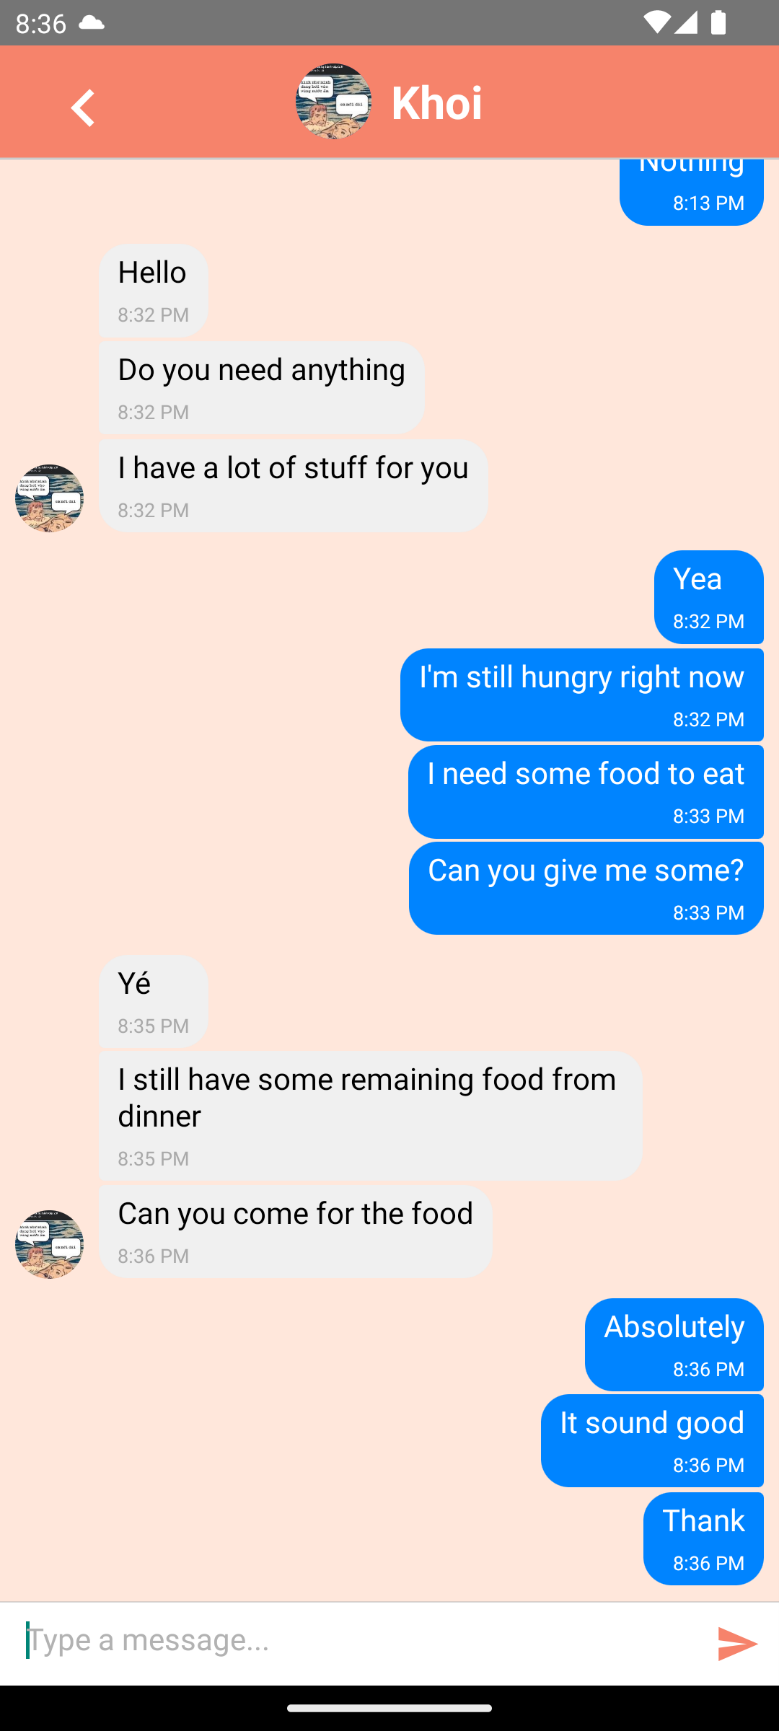 8:36
Khoi
Nothing
8:13 PM
Hello
8:32 PM
Do you need anything
8:32 PM
I have a lot of stuff for you
8:32 PM
Yea
8:32 PM
I'm still hungry right now
8:32 PM
I need some food to eat
8:33 PM
Can you give me some?
8:33 PM
Yé
8:35 PM
I still have some remaining food from
dinner
8:35 PM
Can you come for the food
8:36 PM
Absolutely
8:36 PM
It sound good
8:36 PM
Thank
8:36 PM
Type a message...